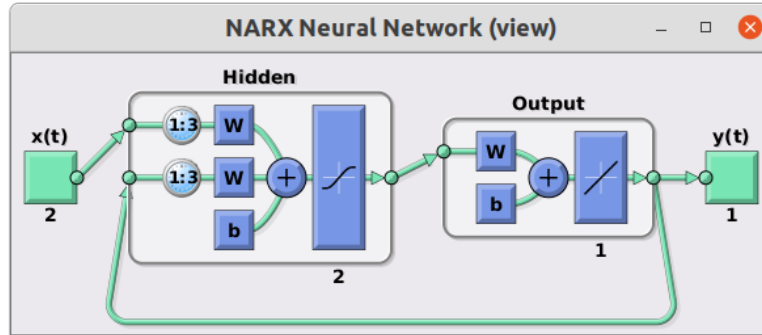 NARX Neural Network (view)
Hidden
Output
x(t)
y(t)
1:3
W
1:3
W
b
W
b
2
2
1
1